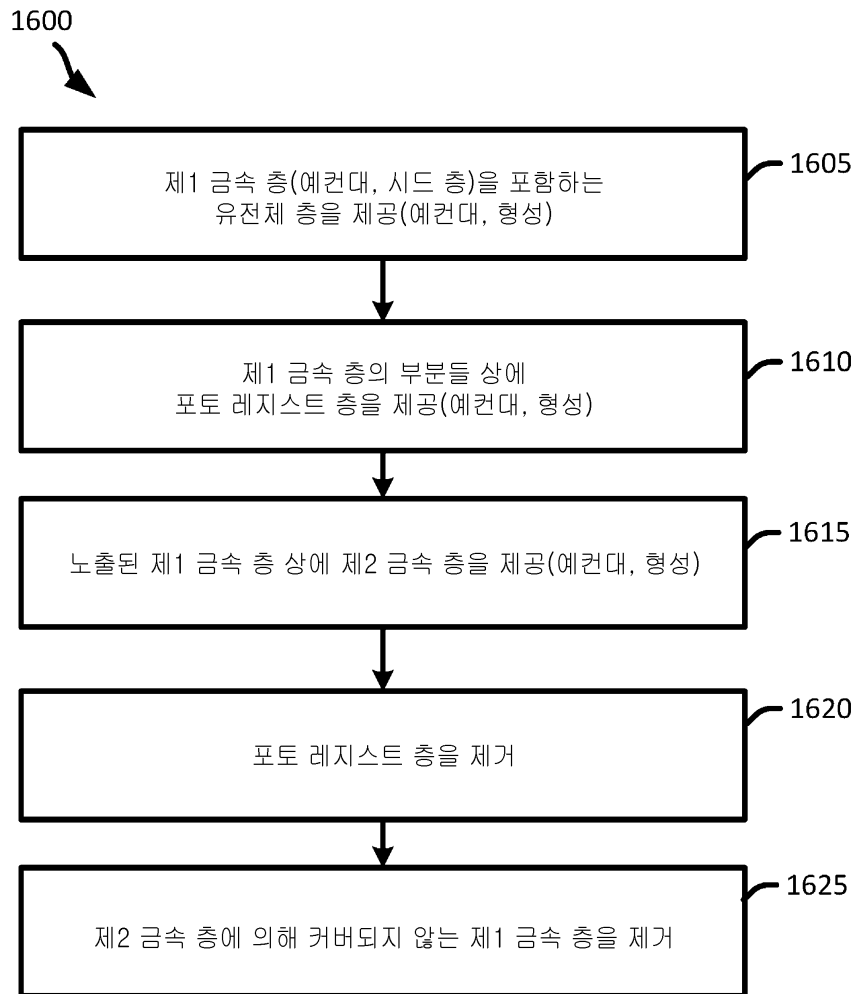 1600
제1 금속 층(예컨대, 시드 층)을 포함하는
유전체 층을 제공(예컨대, 형성)
1605
제1 금속 층의 부분들 상에
포토 레지스트 층을 제공(예컨대, 형성)
1610
노출된 제1 금속 층 상에 제2 금속 층을 제공(예컨대, 형성)
1615
포토 레지스트 층을 제거
1620
제2 금속 층에 의해 커버되지 않는 제1 금속 층을 제거
1625